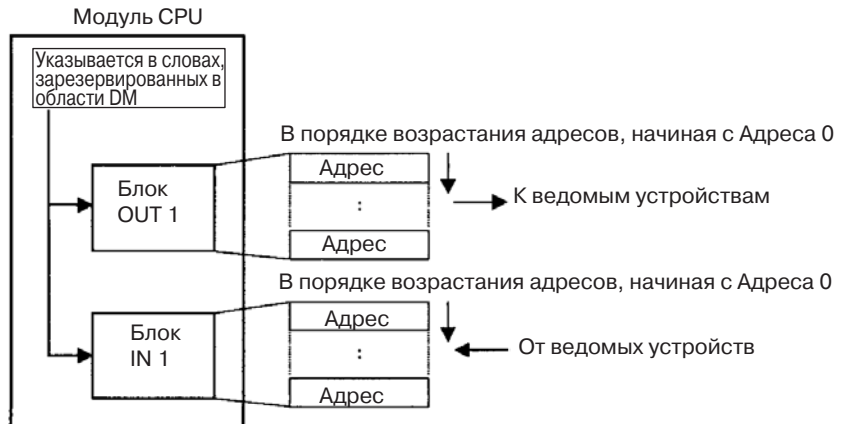 Модуль CPU
Указывается в словах,
зарезервированных в
области DM
В порядке возрастания адресов, начиная с Адреса 0
Адрес
Блок
OUT 1
:
К ведомым устройствам
Адрес
В порядке возрастания адресов, начиная с Адреса 0
Адрес
Блок
IN 1
:
От ведомых устройств
Адрес